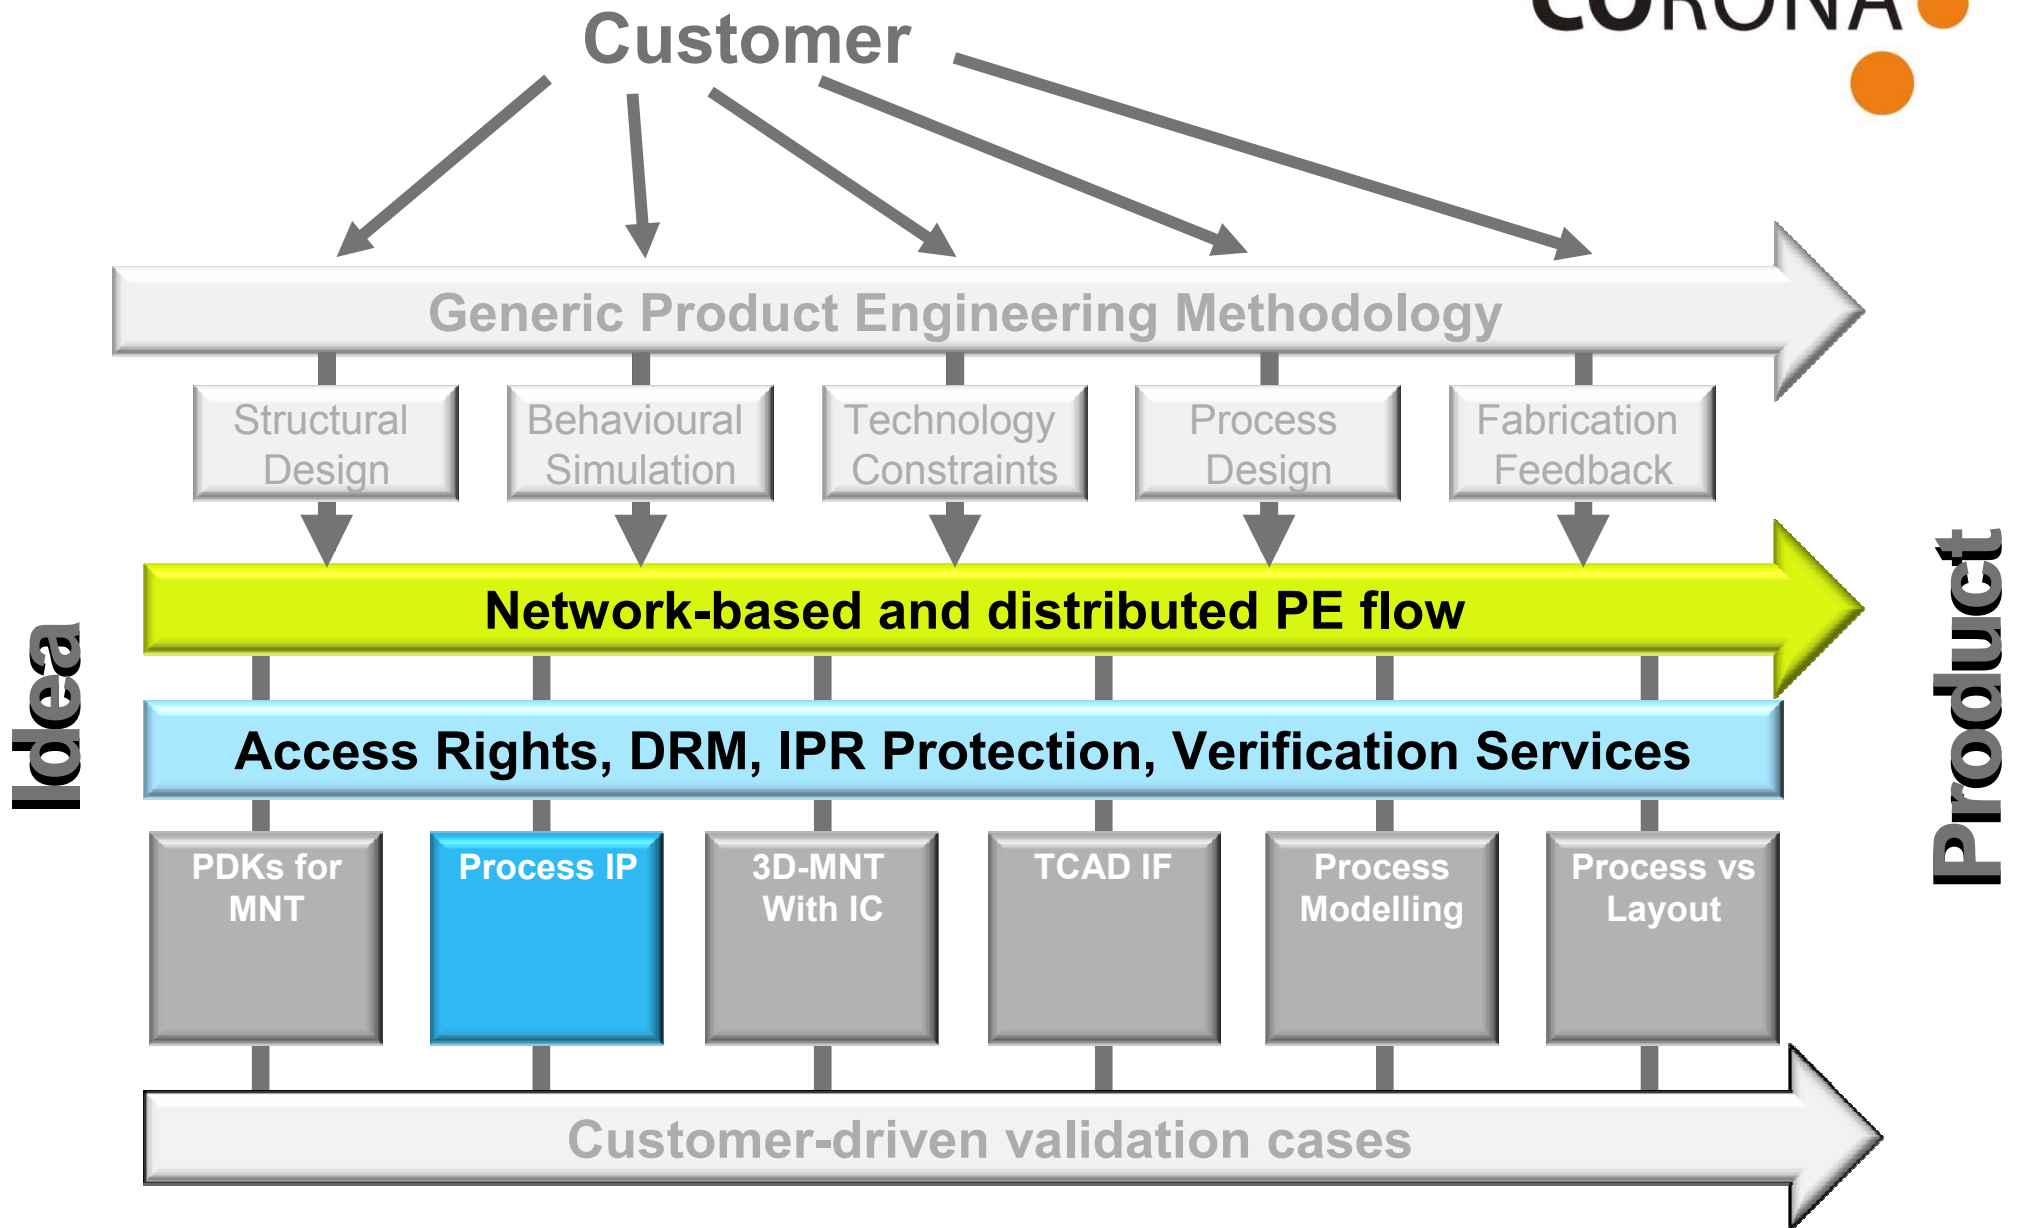 CORONA
Customer
Generic Product Engineering Methodology
Structural
Design
Behavioural
Simulation
Technology
Constraints
Process
Design
Fabrication
Feedback
Idea
Network-based and distributed PE flow
Product
Access Rights, DRM, IPR Protection, Verification Services
PDKs for
MNT
Process IP
3D-MNT
With IC
TCAD IF
Process
Modelling
Process vs
Layout
Customer-driven validation cases